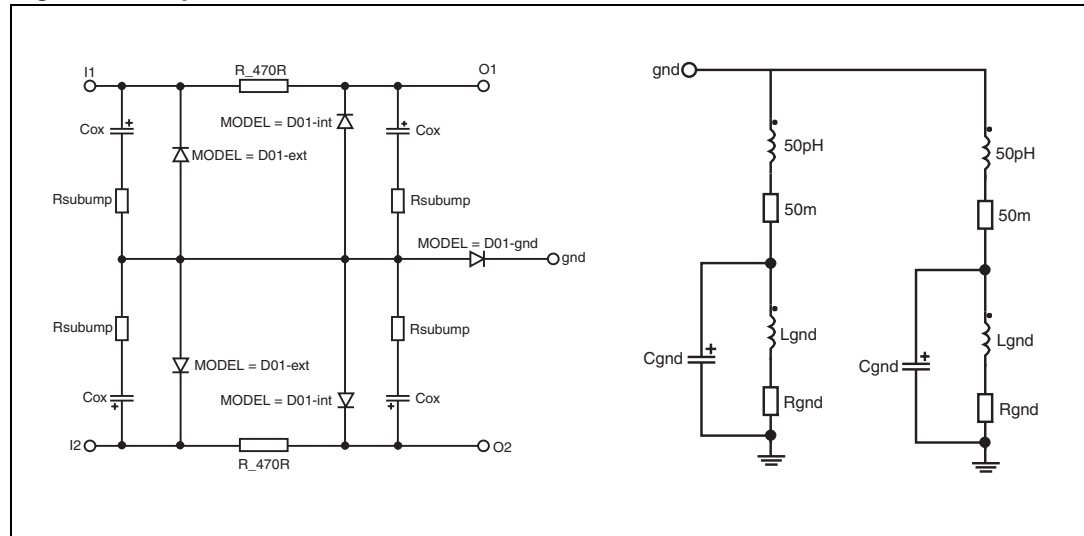 I1
R_470R
O1
Cox
+
MODEL = D01-int
+
Cox
MODEL = D01-ext
Rsubump
Rsubump
MODEL = D01-gnd
gnd
Rsubump
Rsubump
MODEL = D01-ext
Cox
+
MODEL = D01-int
+
Cox
I2
R_470R
O2
gnd
50pH
50m
Cgnd
+
Lgnd
Rgnd
50pH
50m
Cgnd
+
Lgnd
Rgnd